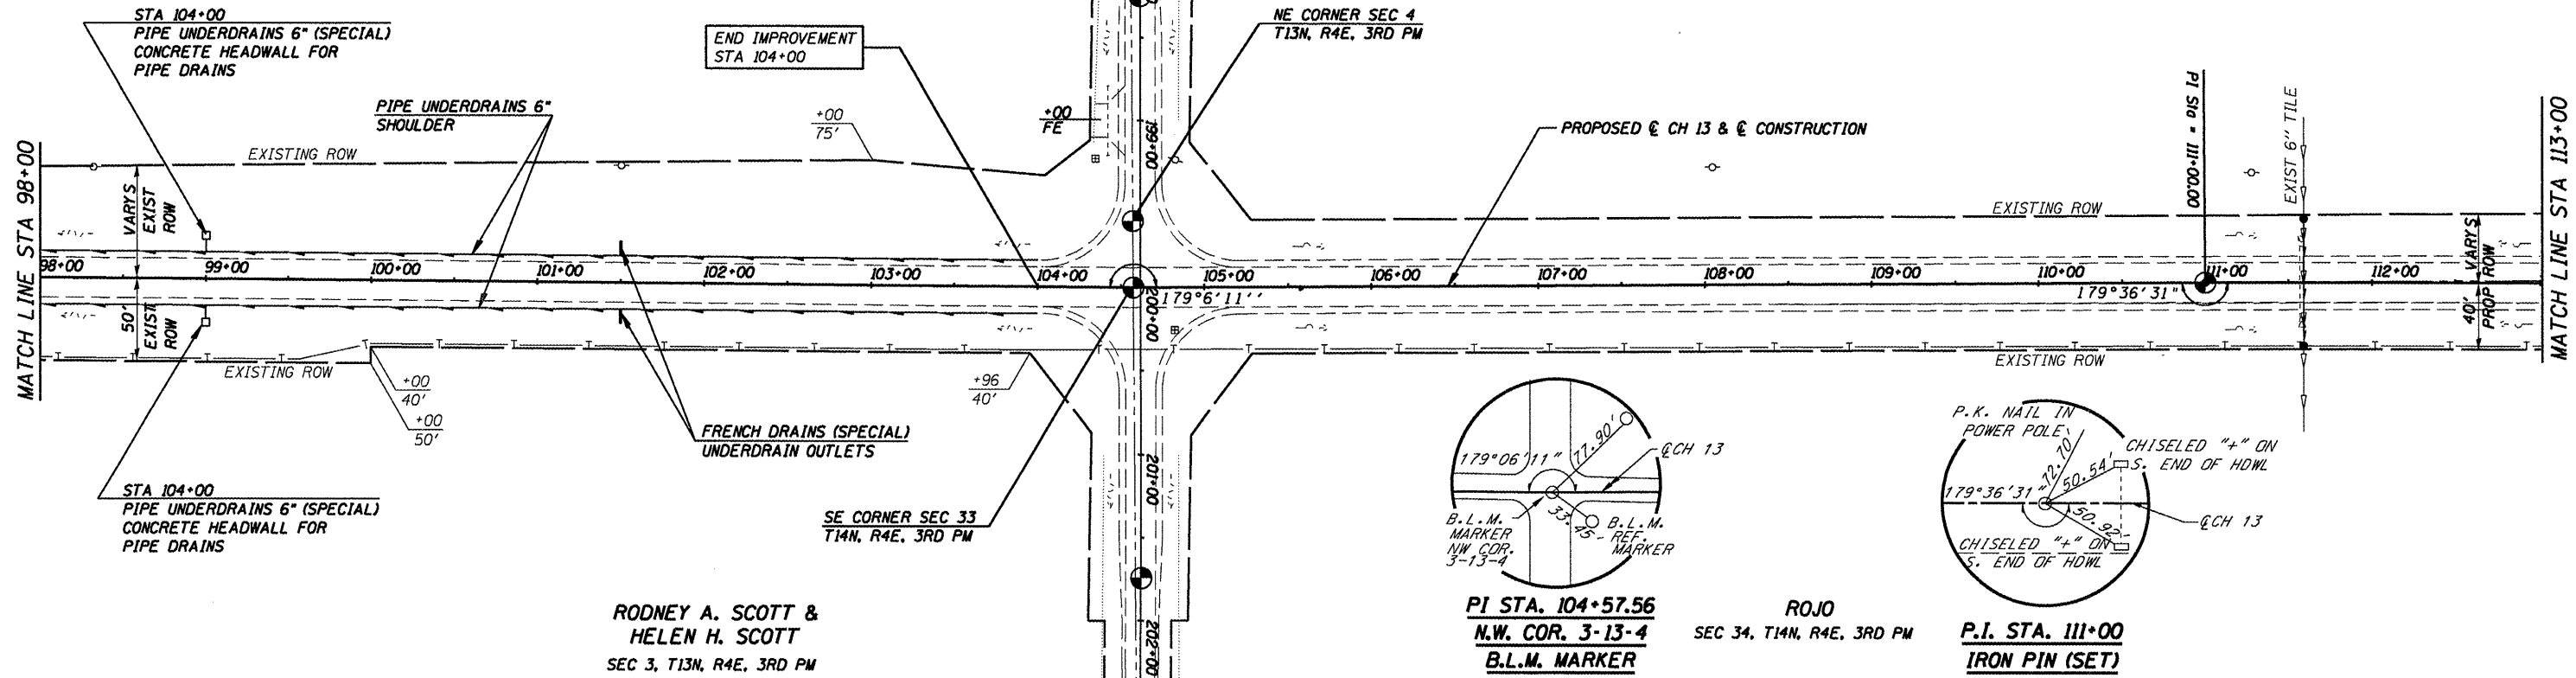 STA 104+00
PIPE UNDERDRAINS 6" (SPECIAL)
CONCRETE HEADWALL FOR
PIPE DRAINS
END IMPROVEMENT
STA 104+00
NE CORNER SEC 4
T13N, R4E, 3RD PM
PIPE UNDERDRAINS 6"
SHOULDER
+00
75'
+00
FE
199+00
PROPOSED ℄ CH 13 & ℄ CONSTRUCTION
PI Sta = 111+00.00
EXIST 6" TILE
MATCH LINE STA 98+00
EXISTING ROW
VARYS
EXIST
ROW
EXISTING ROW
VARYS
MATCH LINE STA 113+00
98+00
99+00
100+00
101+00
102+00
103+00
104+00
105+00
106+00
107+00
108+00
109+00
110+00
111+00
112+00
179°6'11''
179°36'31"
200+00
50'
EXIST
ROW
40'
PROP ROW
EXISTING ROW
EXISTING ROW
+00
40'
+00
50'
+96
40'
FRENCH DRAINS (SPECIAL)
UNDERDRAIN OUTLETS
201+00
STA 104+00
PIPE UNDERDRAINS 6" (SPECIAL)
CONCRETE HEADWALL FOR
PIPE DRAINS
SE CORNER SEC 33
T14N, R4E, 3RD PM
179°06'11"
77.90'
℄CH 13
33.45
B.L.M.
MARKER
NW COR.
3-13-4
B.L.M.
REF.
MARKER
P.K. NAIL IN
POWER POLE
72.70'
50.54'
CHISELED "+" ON
S. END OF HDWL
179°36'31"
50.92'
℄CH 13
CHISELED "+" ON
S. END OF HDWL
RODNEY A. SCOTT &
HELEN H. SCOTT
SEC 3, T13N, R4E, 3RD PM
202+00
PI STA. 104+57.56
N.W. COR. 3-13-4
B.L.M. MARKER
ROJO
SEC 34, T14N, R4E, 3RD PM
P.I. STA. 111+00
IRON PIN (SET)